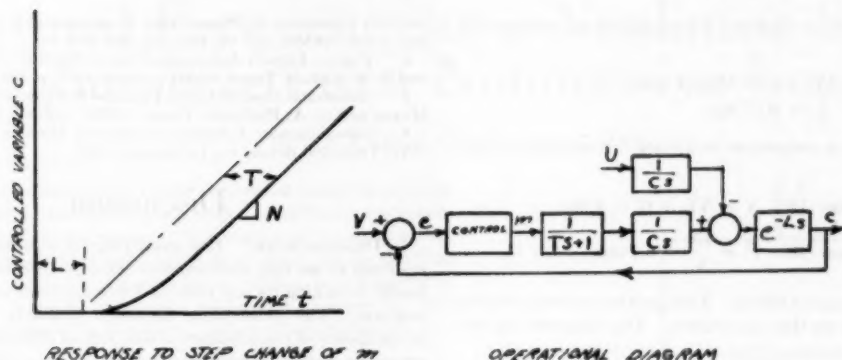 CONTROLLED VARIABLE C
L
T
N
TIME t
RESPONSE TO STEP CHANGE OF m
U
1
Cs
V + e CONTROL m 1 1 e^-Ls c
TS+1 Cs
-
OPERATIONAL DIAGRAM